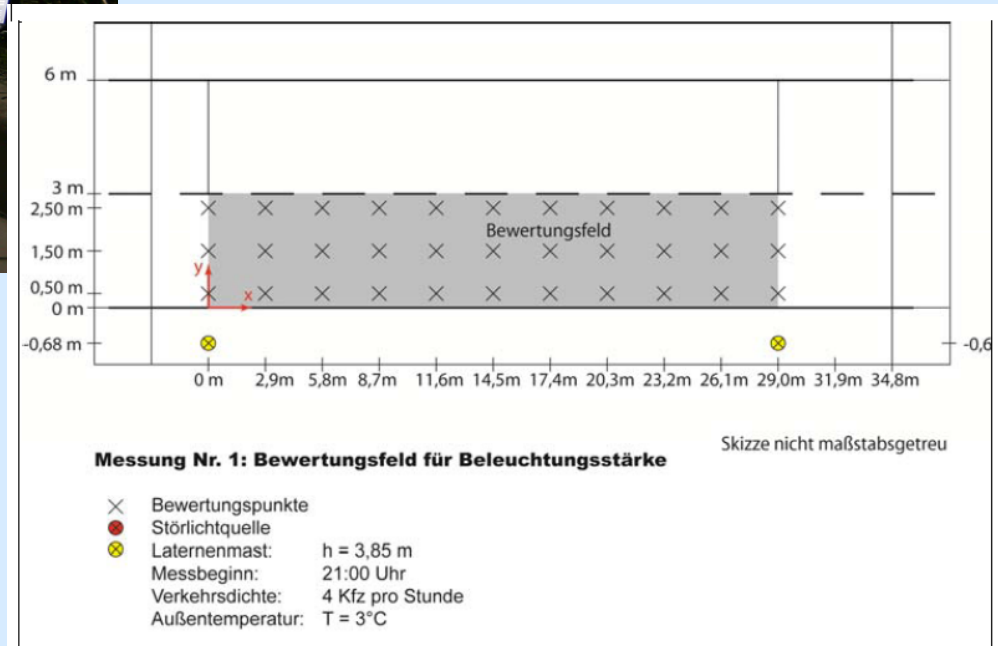 6 m
3 m
2,50 m
Bewertungsfeld
1,50 m
y
0,50 m
x
0 m
-0,68 m
0 m 2,9m 5,8m 8,7m 11,6m 14,5m 17,4m 20,3m 23,2m 26,1m 29,0m 31,9m 34,8m
Skizze nicht maßstabsgetreu
Messung Nr. 1: Bewertungsfeld für Beleuchtungsstärke
Bewertungspunkte
Störlichtquelle
Laternenmast: h = 3,85 m
Messbeginn: 21:00 Uhr
Verkehrsdichte: 4 Kfz pro Stunde
Außentemperatur: T = 3°C